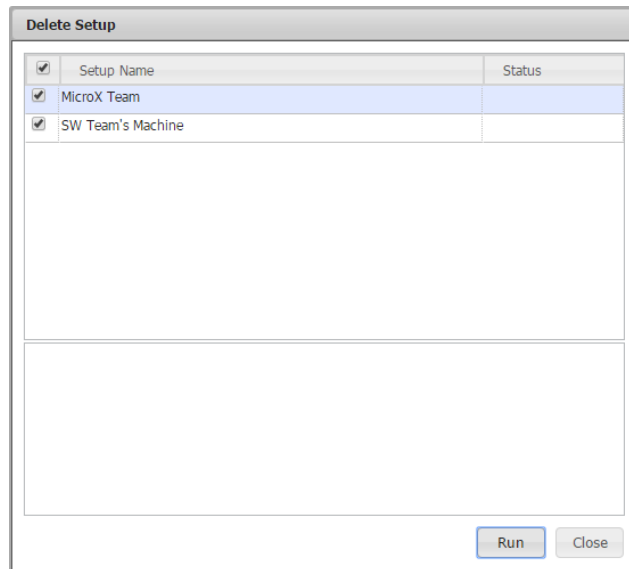 Delete Setup
Setup Name Status
MicroX Team
SW Team's Machine
Run Close